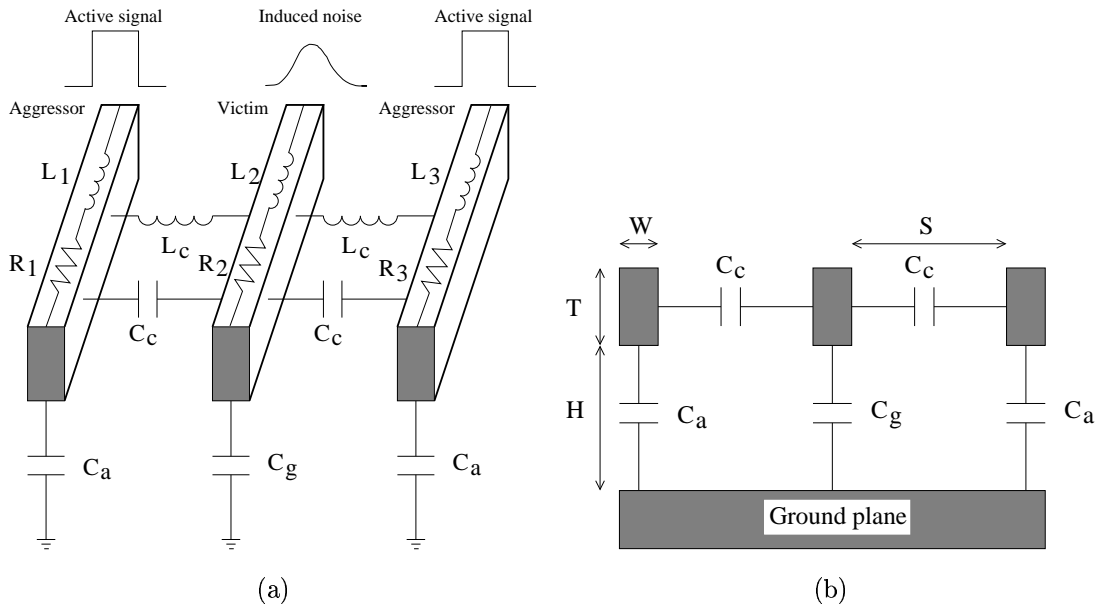 Active signal
Induced noise
Active signal
Aggressor
Victim
Aggressor
L1
L2
L3
Lc
Lc
R1
R2
R3
Cc
Cc
Ca
Cg
Ca
(a)
W
S
Cc
Cc
T
H
Ca
Cg
Ca
Ground plane
(b)